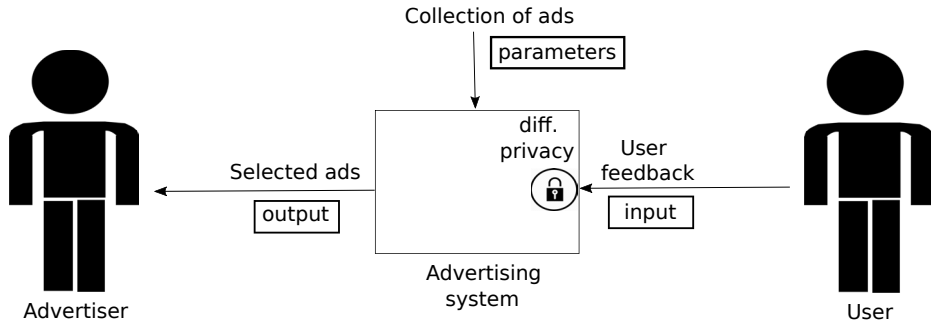 Collection of ads
parameters
diff.
privacy
User
feedback
input
Selected ads
output
Advertising
system
Advertiser
User